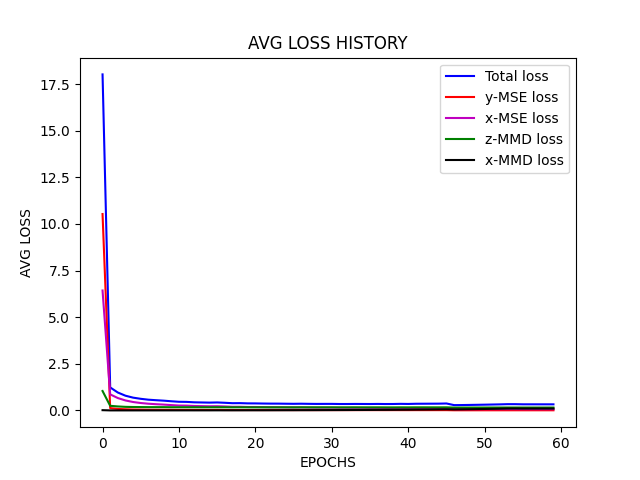 AVG LOSS HISTORY
Total loss
y-MSE loss
x-MSE loss
z-MMD loss
x-MMD loss
AVG LOSS
17.5
15.0
12.5
10.0
7.5
5.0
2.5
0.0
0 10 20 30 40 50 60
EPOCHS